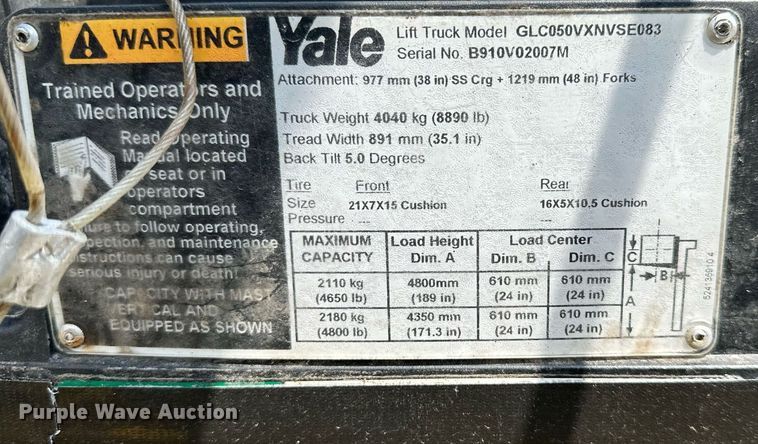 WARNING
Trained Operators and
Mechanics Only
Read Operating
Manual located
seat or in
operators
compartment
to follow operating,
and maintenance
instructions can cause
serious injury or death!
CAPACITY WITH MAST
VERTICAL AND
EQUIPPED AS SHOWN
Yale
Lift Truck Model GLC050VXNVSE083
Serial No. B910V02007M
Attachment: 977 mm (38 in) SS Crg + 1219 mm (48 in) Forks
Truck Weight 4040 kg (8890 lb)
Tread Width 891 mm (35.1 in)
Back Tilt 5.0 Degrees
Tire Front Rear
Size 21X7X15 Cushion 16X5X10.5 Cushion
Pressure --- ---
MAXIMUM CAPACITY Load Height Dim. A Load Center Dim. B Dim. C
2110 kg (4650 lb) 4800mm (189 in) 610 mm (24 in) 610 mm (24 in)
2180 kg (4800 lb) 4350 mm (171.3 in) 610 mm (24 in) 610 mm (24 in)
C
B
A
524135910 4
Purple Wave Auction